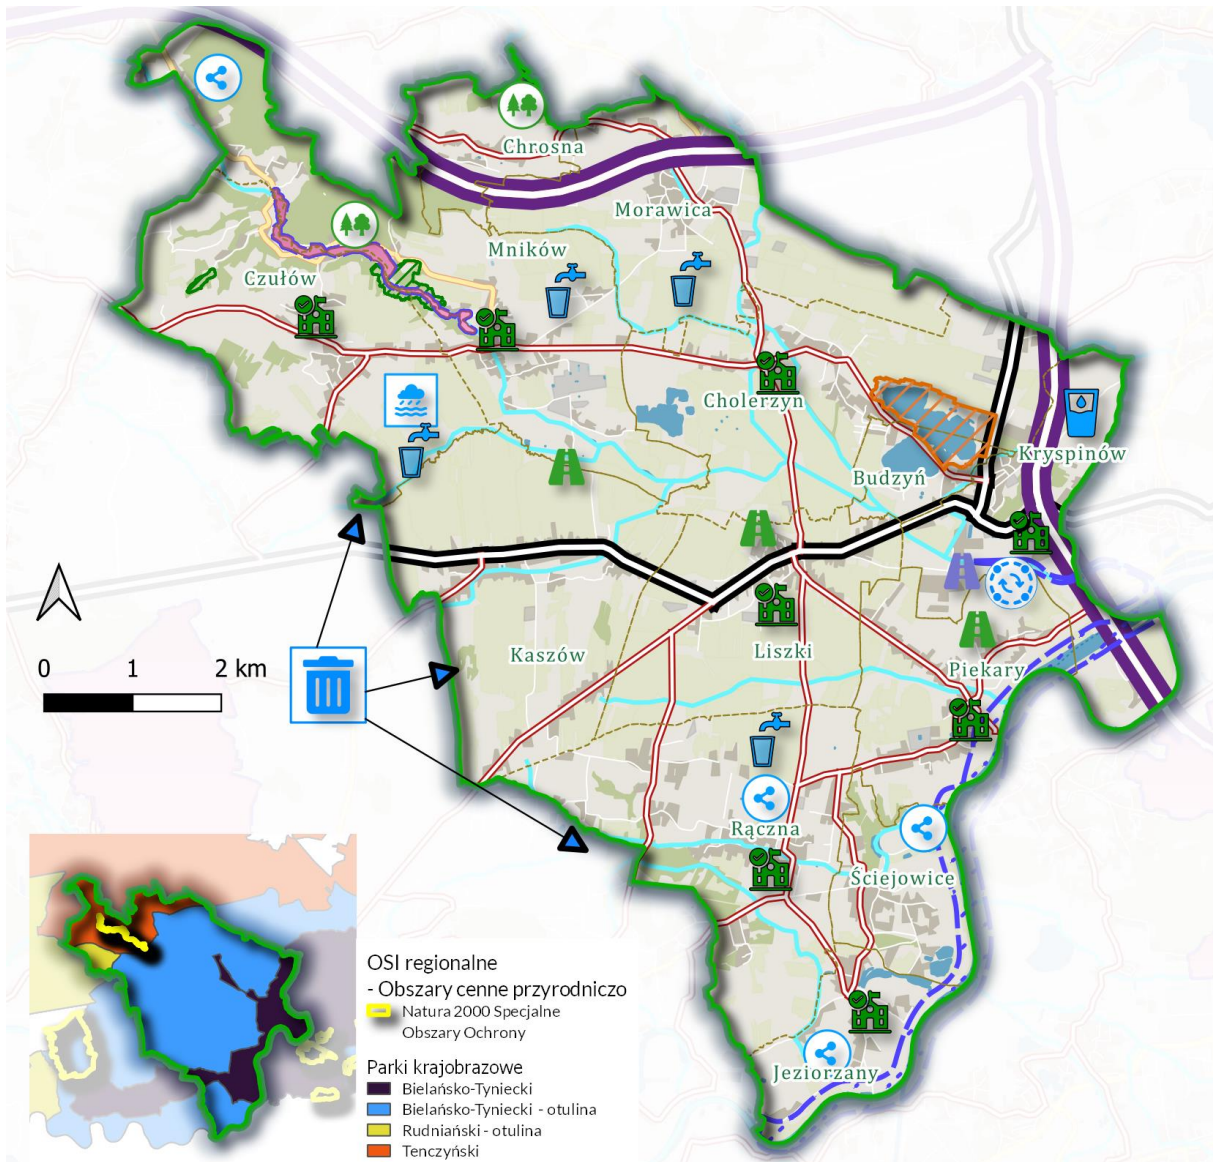 Chrosna
Morawica
Mników
Czułów
Cholerzyn
Kryspinów
Budzyń
0 1 2 km
Kaszów
Liszki
Piekary
Rączna
Ściejowice
Jeziorzany
OSI regionalne
- Obszary cenne przyrodniczo
Natura 2000 Specjalne
Obszary Ochrony
Parki krajobrazowe
Bielańsko-Tyniecki
Bielańsko-Tyniecki - otulina
Rudniański - otulina
Tenczyński